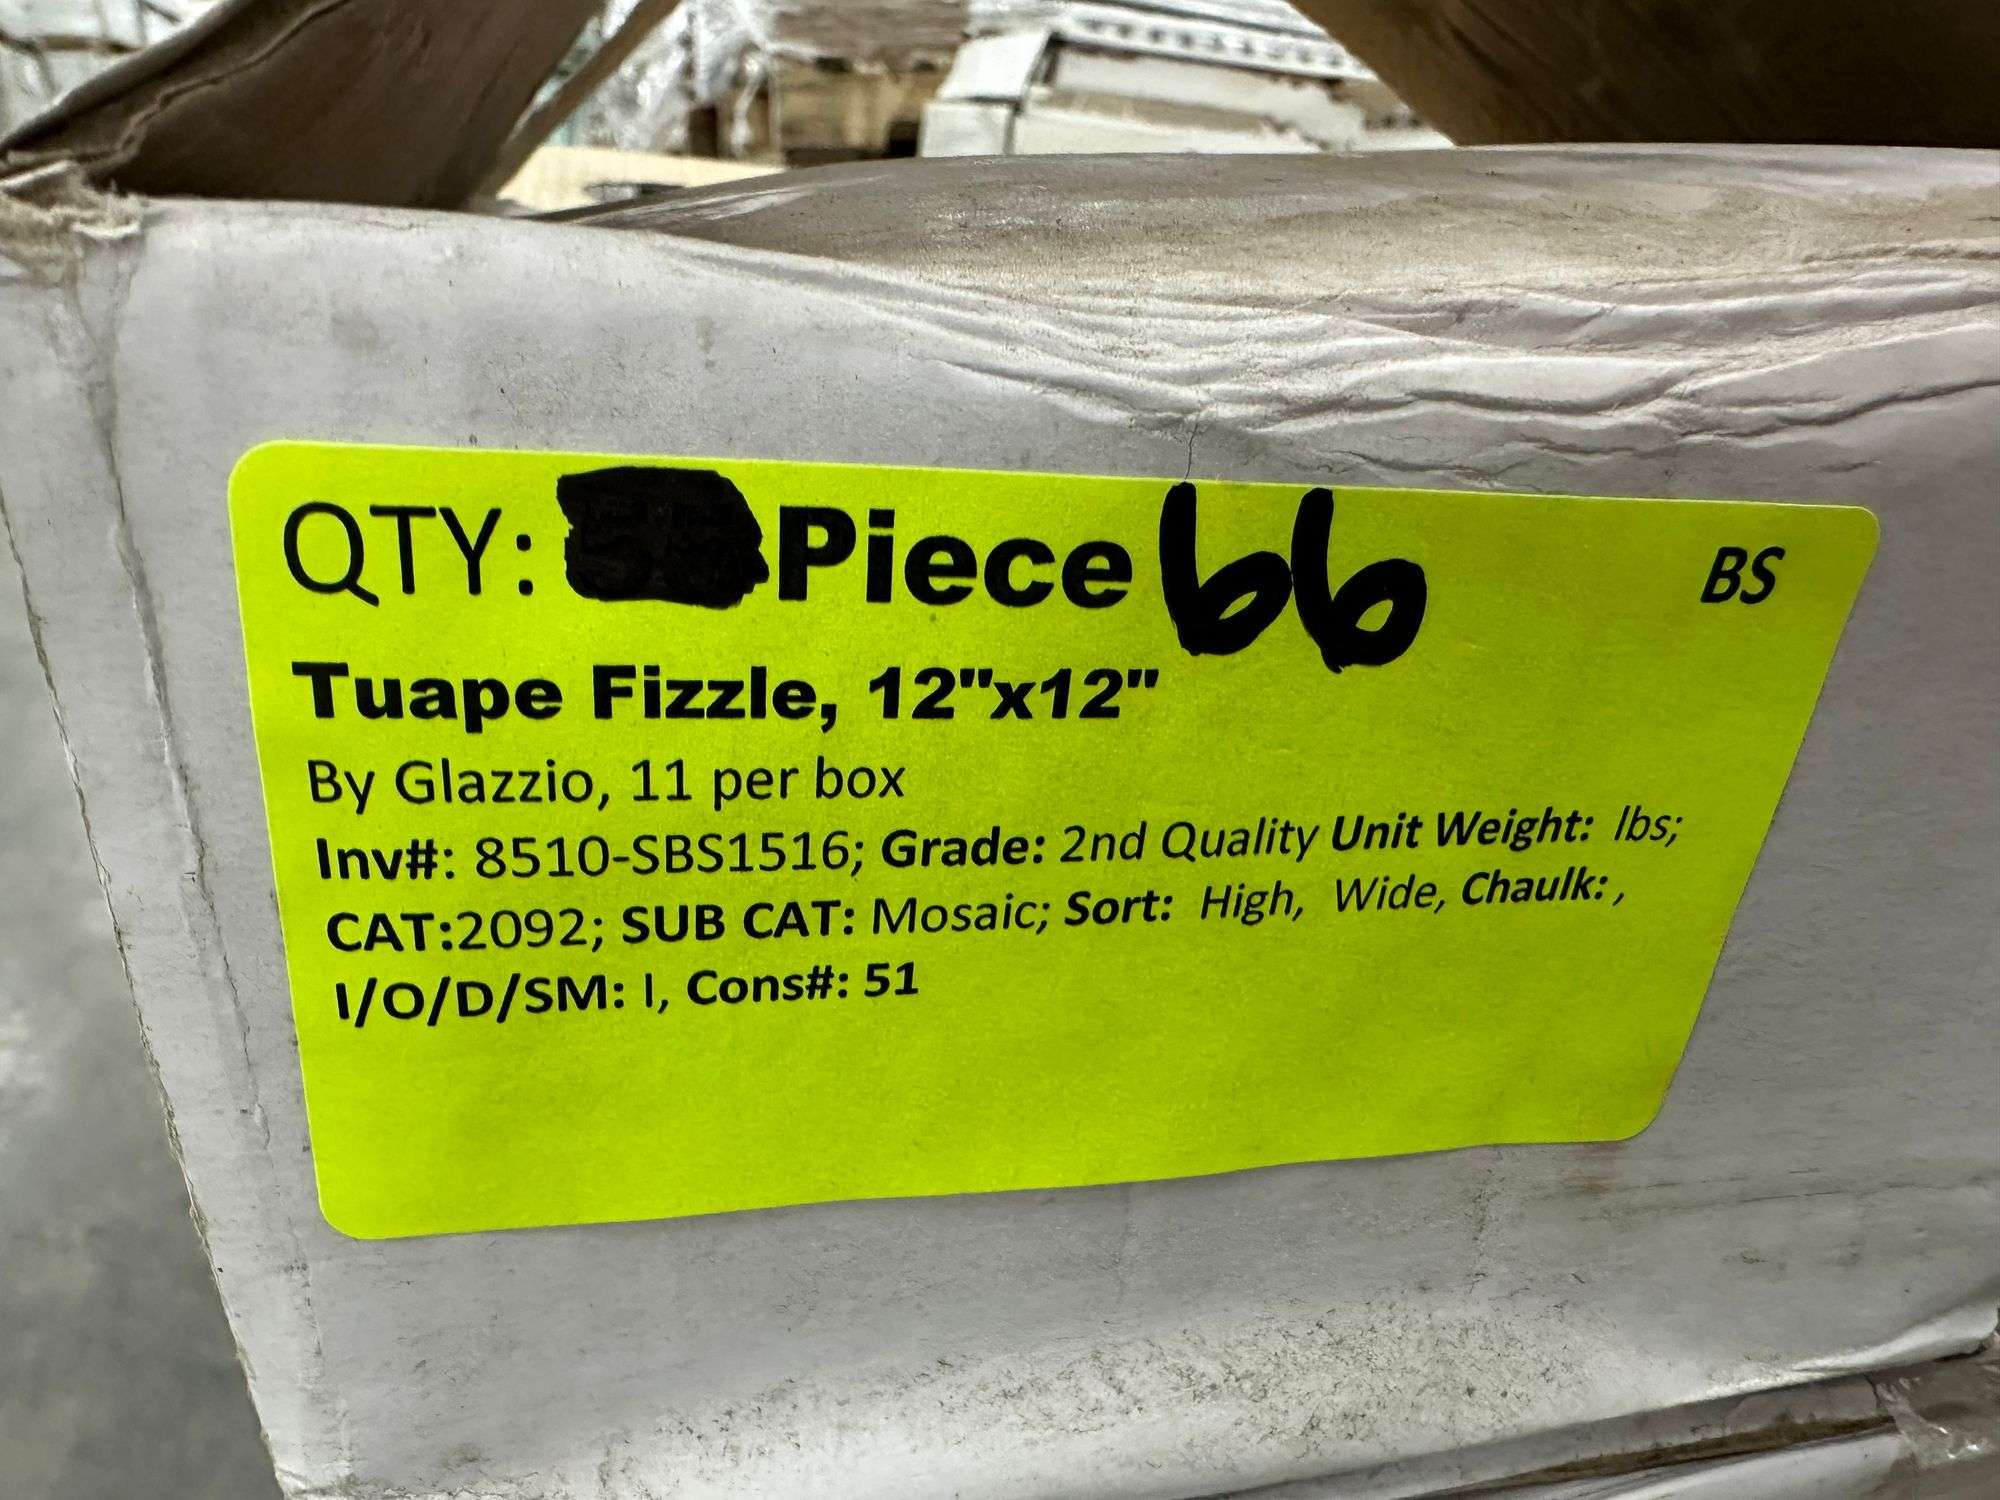 QTY: Piece 66 BS
Tuape Fizzle, 12"x12"
By Glazzio, 11 per box
Inv#: 8510-SBS1516; Grade: 2nd Quality Unit Weight: lbs;
CAT:2092; SUB CAT: Mosaic; Sort: High, Wide, Chaulk: ,
I/O/D/SM: I, Cons#: 51